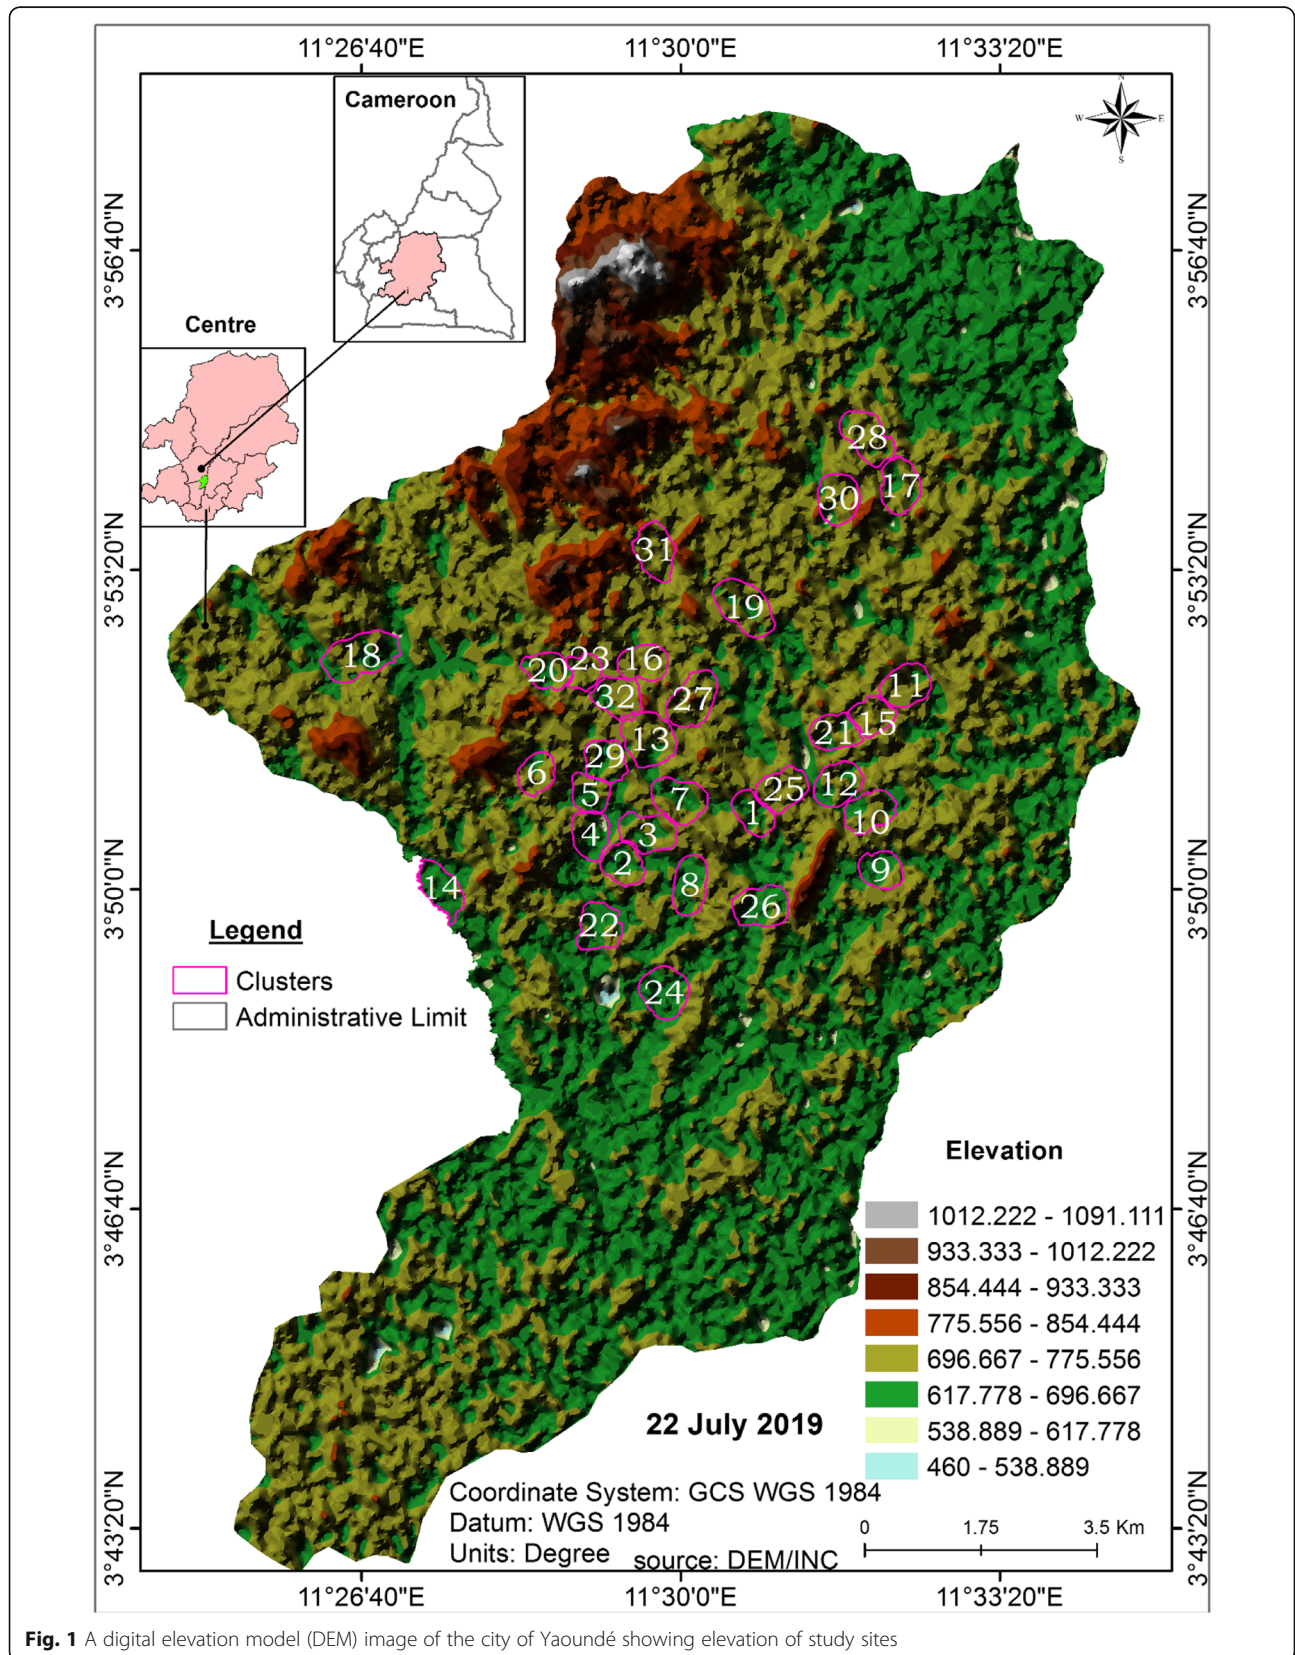 11°26'40"E 11°30'0"E 11°33'20"E
Cameroon
N
W E
S
3°56'40"N 3°56'40"N
Centre
3°53'20"N 3°53'20"N
28
17
30
31
19
18
23 16
20
32 27
11
15
21
13
29
6
5
25 12
7
1
10
4 3
2
9
8
14
26
22
24
3°50'0"N 3°50'0"N
Legend
Clusters
Administrative Limit
3°46'40"N 3°46'40"N
Elevation
1012.222 - 1091.111
933.333 - 1012.222
854.444 - 933.333
775.556 - 854.444
696.667 - 775.556
617.778 - 696.667
538.889 - 617.778
460 - 538.889
22 July 2019
Coordinate System: GCS WGS 1984
Datum: WGS 1984
Units: Degree source: DEM/INC
0 1.75 3.5 Km
3°43'20"N 3°43'20"N
11°26'40"E 11°30'0"E 11°33'20"E
Fig. 1 A digital elevation model (DEM) image of the city of Yaoundé showing elevation of study sites